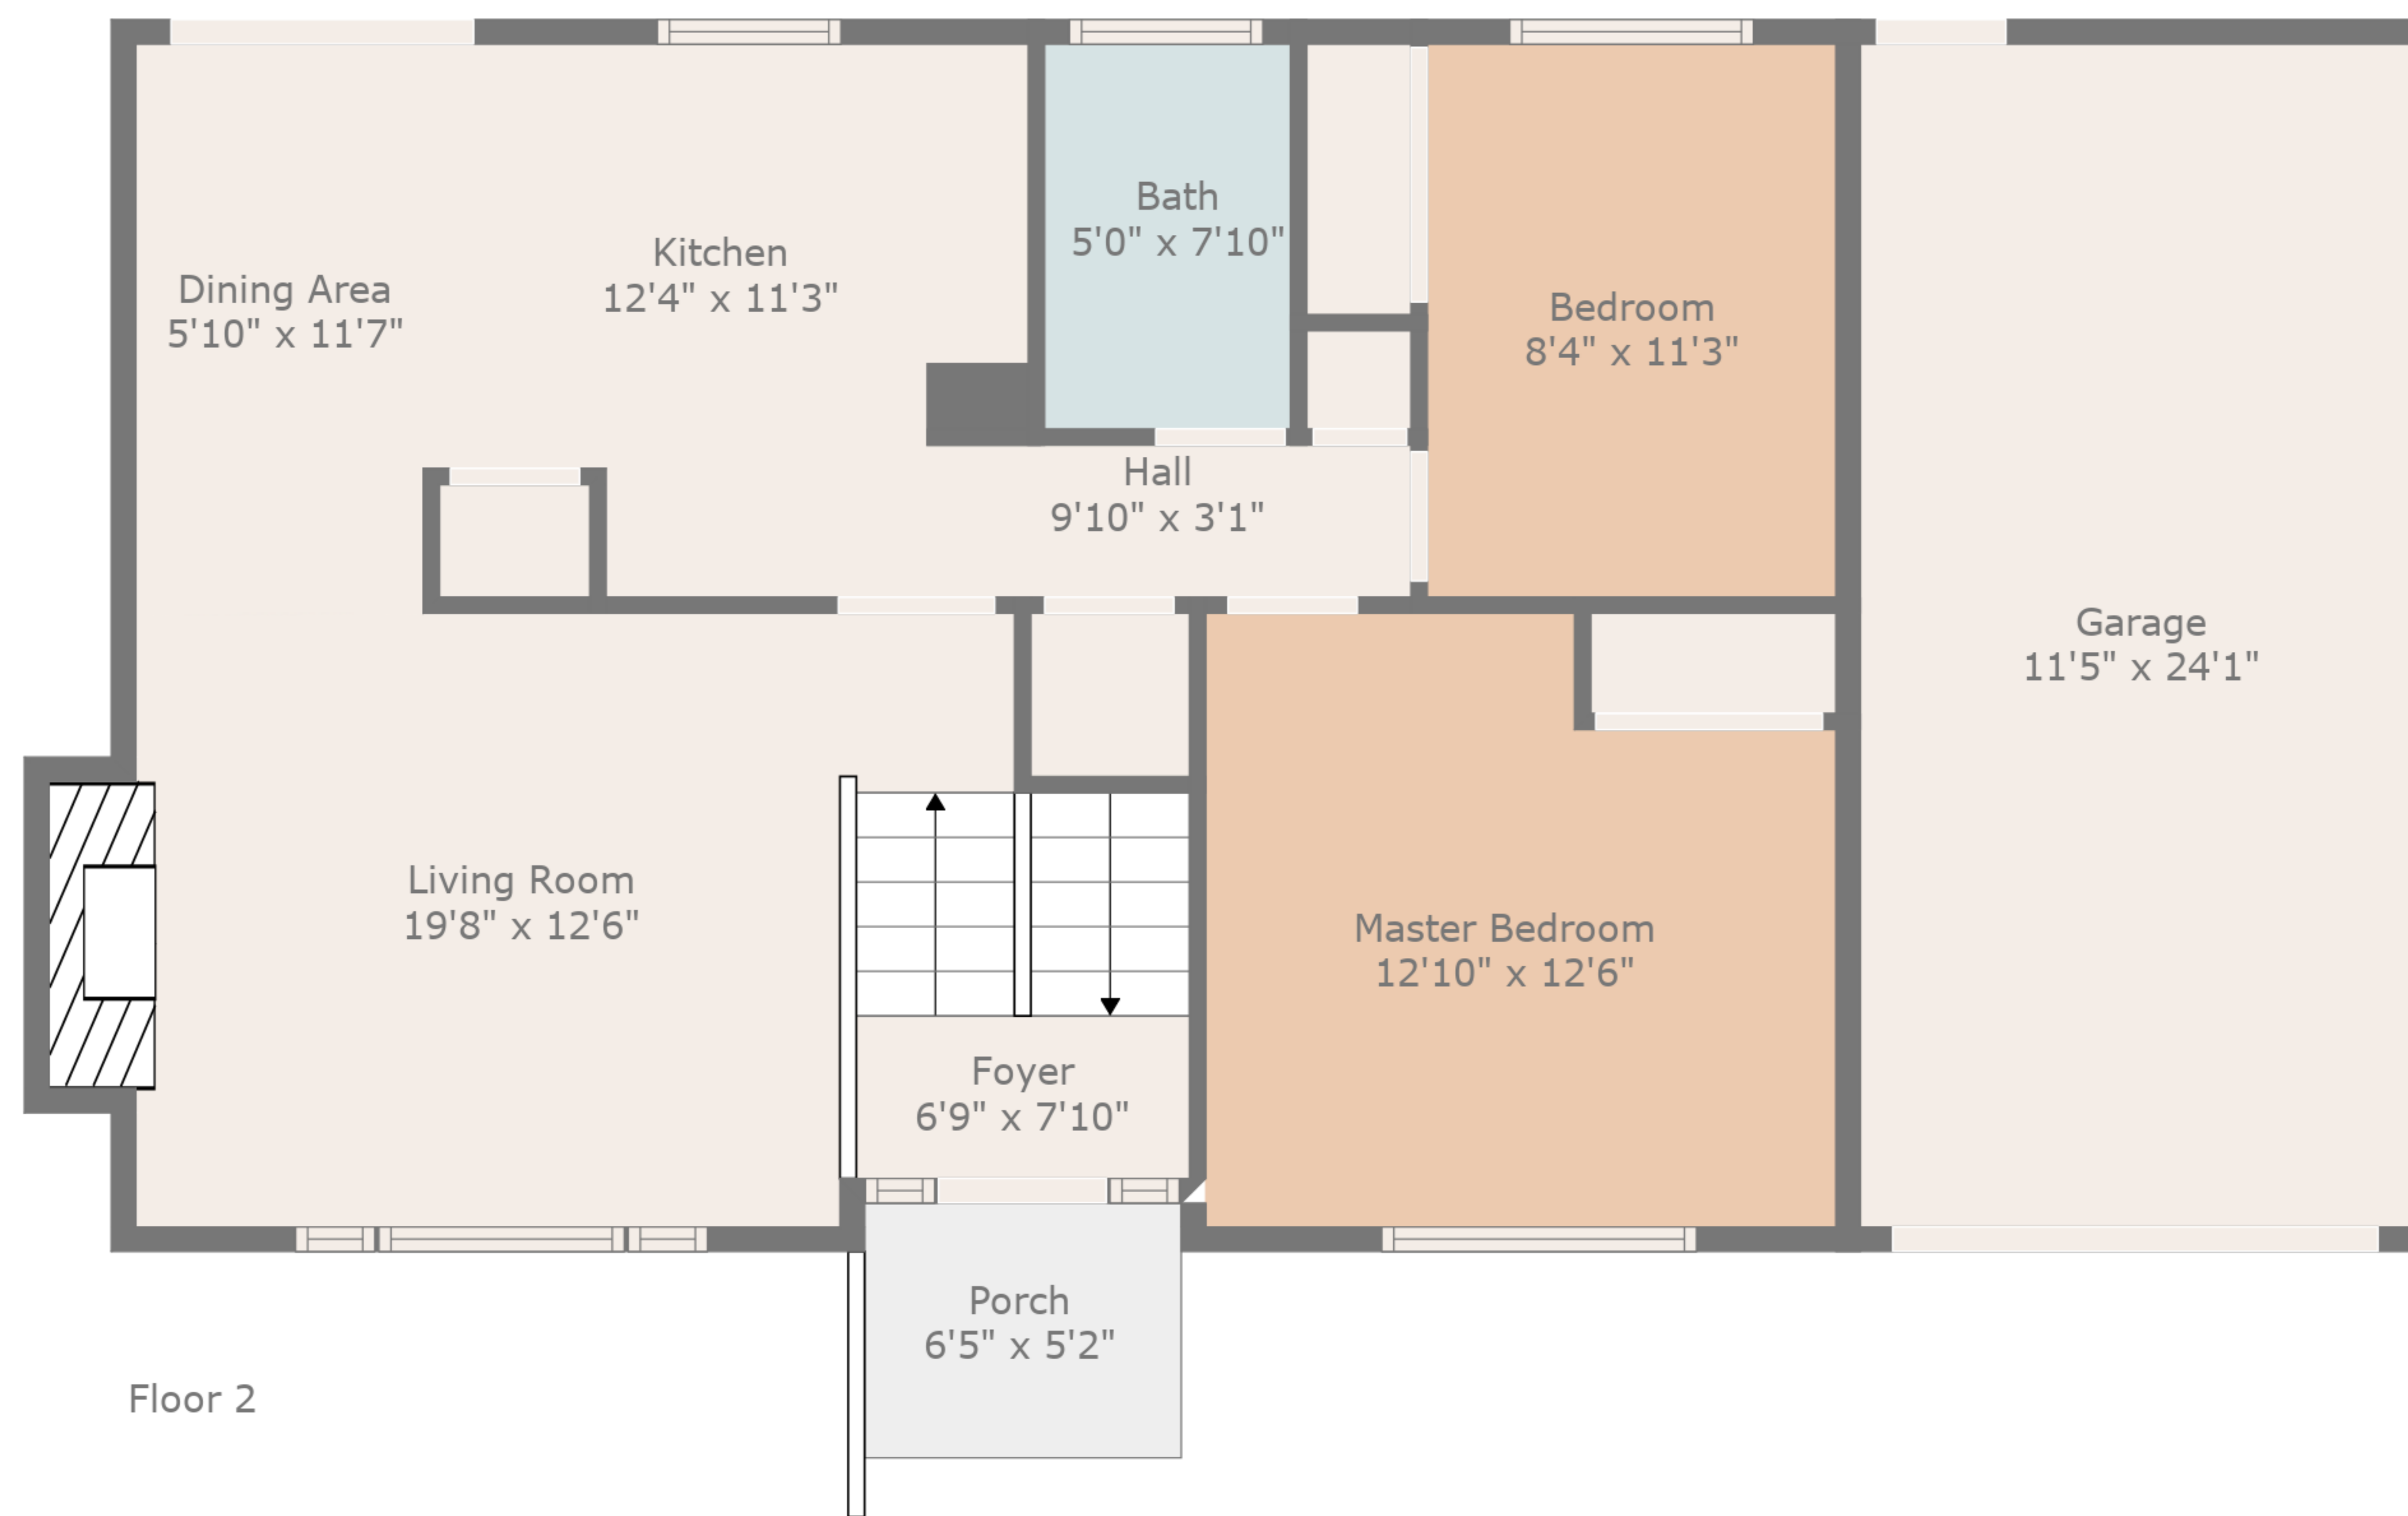 Bath
5'0" x 7'10"
Kitchen
12'4" x 11'3"
Dining Area
5'10" x 11'7"
Bedroom
8'4" x 11'3"
Hall
9'10" x 3'1"
Garage
11'5" x 24'1"
Living Room
19'8" x 12'6"
Master Bedroom
12'10" x 12'6"
Foyer
6'9" x 7'10"
Porch
6'5" x 5'2"
Floor 2